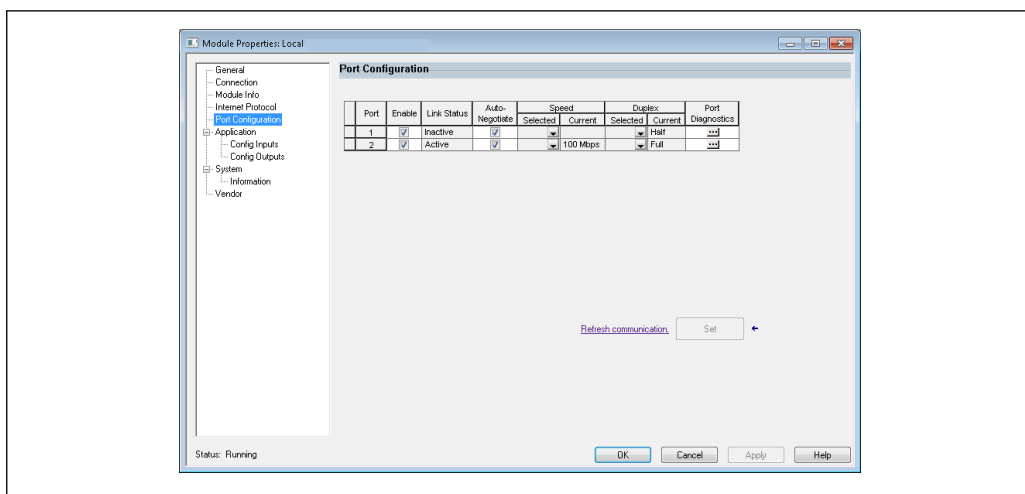 Module Properties: Local
General
Connection
Module Info
Internet Protocol
Port Configuration
Application
Config Inputs
Config Outputs
System
Information
Vendor
Port Configuration
Port Enable Link Status Auto-Negotiate Speed Duplex Port Diagnostics
Selected Current Selected Current
1 Inactive Half ...
2 Active 100 Mbps Full ...
Refresh communication. Set
Status: Running
OK Cancel Apply Help